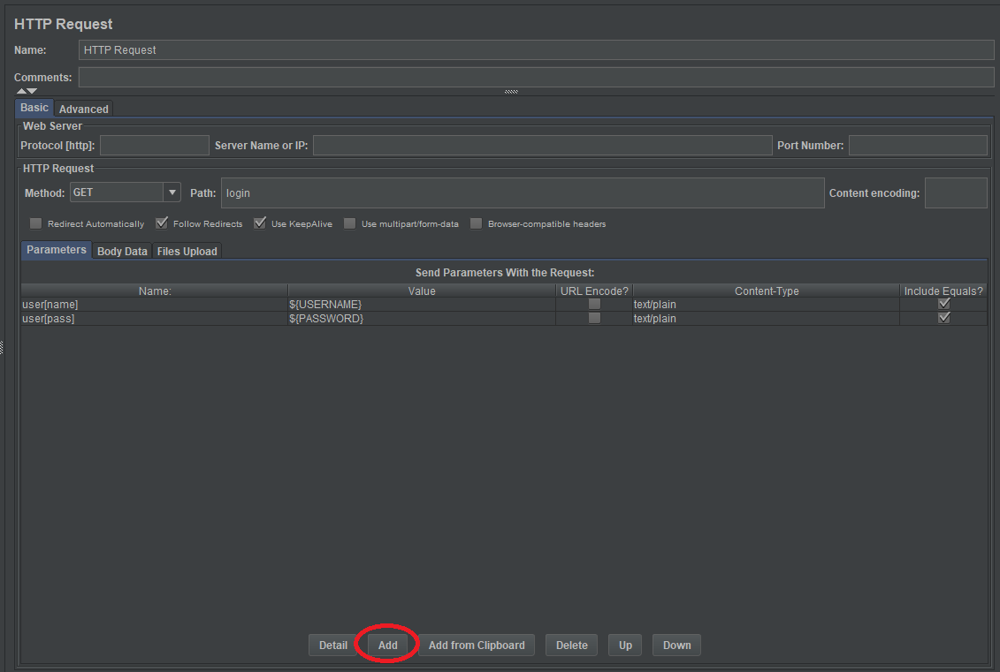 HTTP Request
Name: HTTP Request
Comments:
Basic Advanced
Web Server
Protocol [http]: Server Name or IP: Port Number:
HTTP Request
Method: GET Path: login Content encoding:
Redirect Automatically Follow Redirects Use KeepAlive Use multipart/form-data Browser-compatible headers
Parameters Body Data Files Upload
Send Parameters With the Request:
Name: Value URL Encode? Content-Type Include Equals?
user[name] ${USERNAME} text/plain
user[pass] ${PASSWORD} text/plain
Detail Add Add from Clipboard Delete Up Down